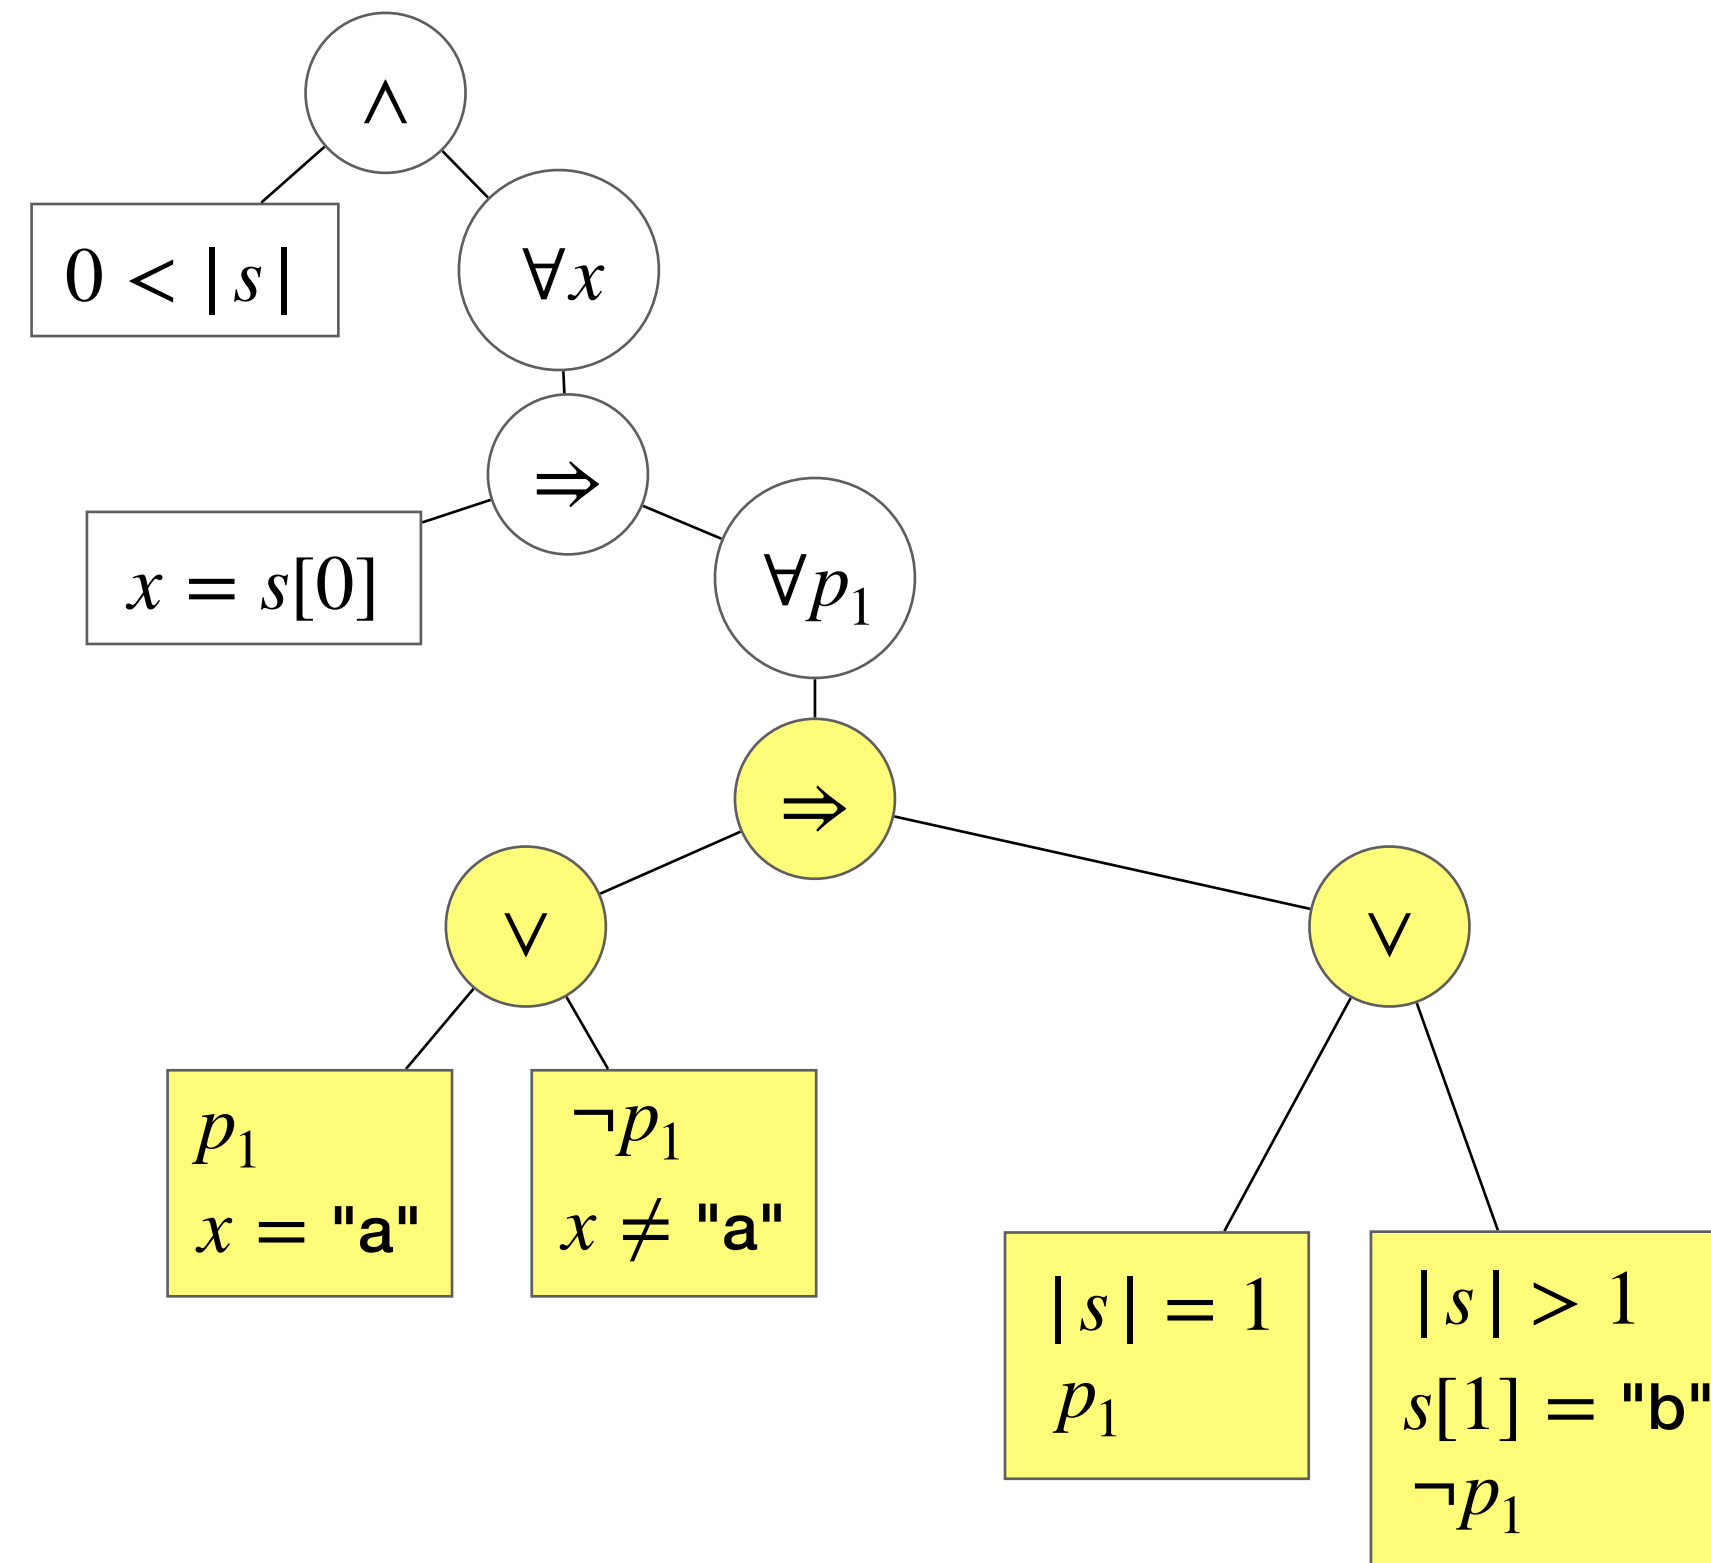 ∧
0 < |s|
∀x
⇒
x = s[0]
∀p₁
⇒
∨
∨
p₁
x = "a"
¬p₁
x ≠ "a"
|s| = 1
p₁
|s| > 1
s[1] = "b"
¬p₁